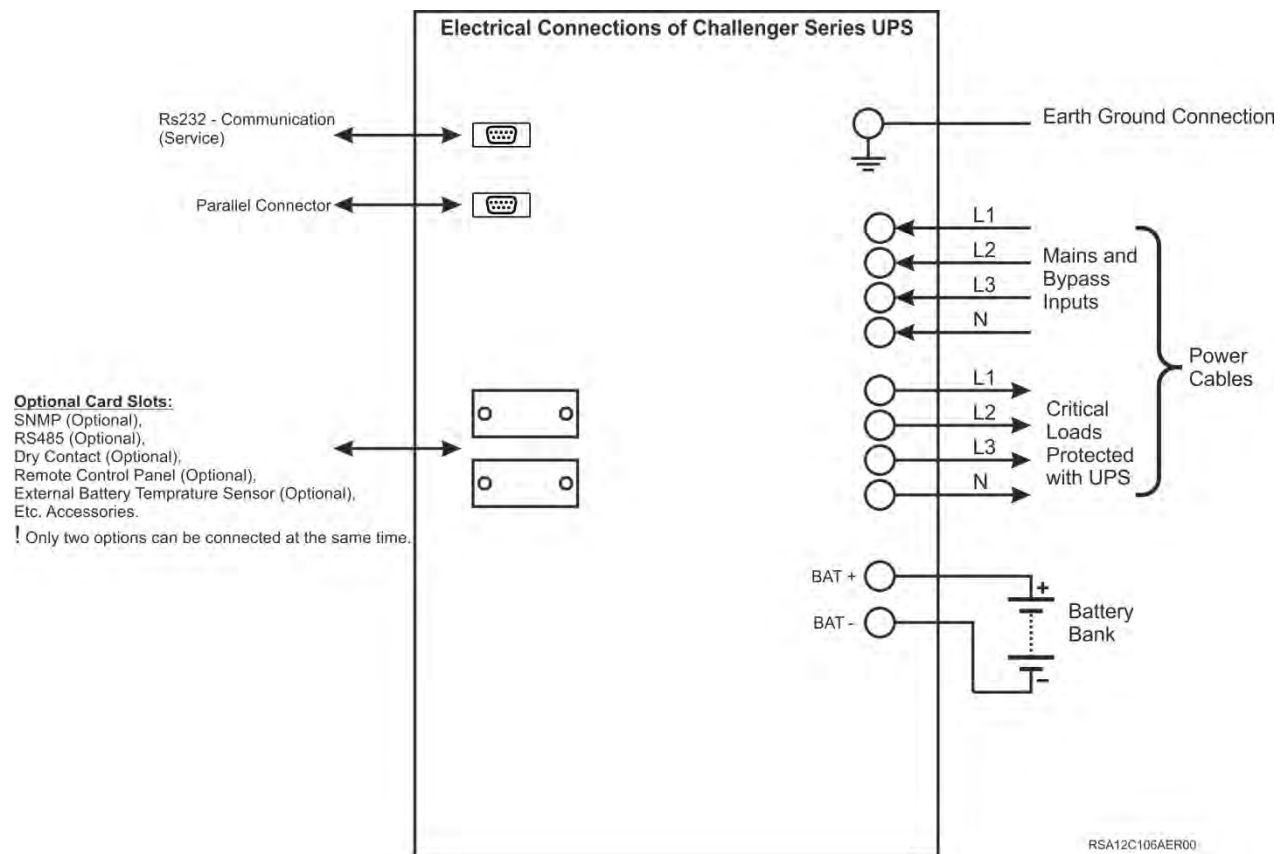 Electrical Connections of Challenger Series UPS
Rs232 - Communication
(Service)
Parallel Connector
Optional Card Slots:
SNMP (Optional),
RS485 (Optional),
Dry Contact (Optional),
Remote Control Panel (Optional),
External Battery Temprature Sensor (Optional),
Etc. Accessories.
! Only two options can be connected at the same time.
Earth Ground Connection
L1
L2
L3
N
Mains and
Bypass
Inputs
L1
L2
L3
N
Critical
Loads
Protected
with UPS
Power
Cables
BAT +
BAT -
+
-
Battery
Bank
RSA12C106AER00